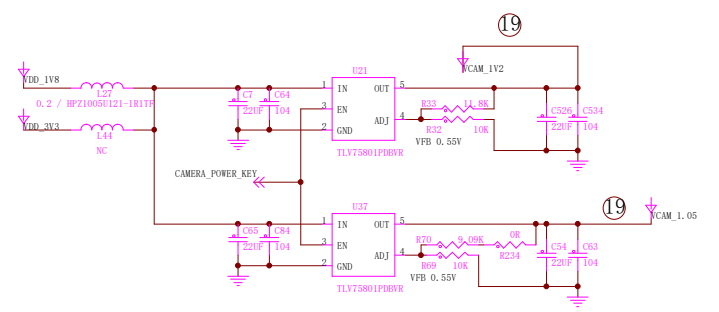 19
VDD_1V8
L27
0.2 / HPZ1005U121-1R1TF
VDD_3V3
L44
NC
C7
22UF
C64
104
U21
1
IN
OUT
5
3
EN
ADJ
4
2
GND
TLV75801PDBVR
VCAM_1V2
R33
11.8K
R32
10K
VFB 0.55V
C526
22UF
C534
104
CAMERA_POWER_KEY
19
VCAM_1.05
C65
22UF
C84
104
U37
1
IN
OUT
5
3
EN
ADJ
4
2
GND
TLV75801PDBVR
R70
9.09K
0R
R234
R69
10K
VFB 0.55V
C54
22UF
C63
104